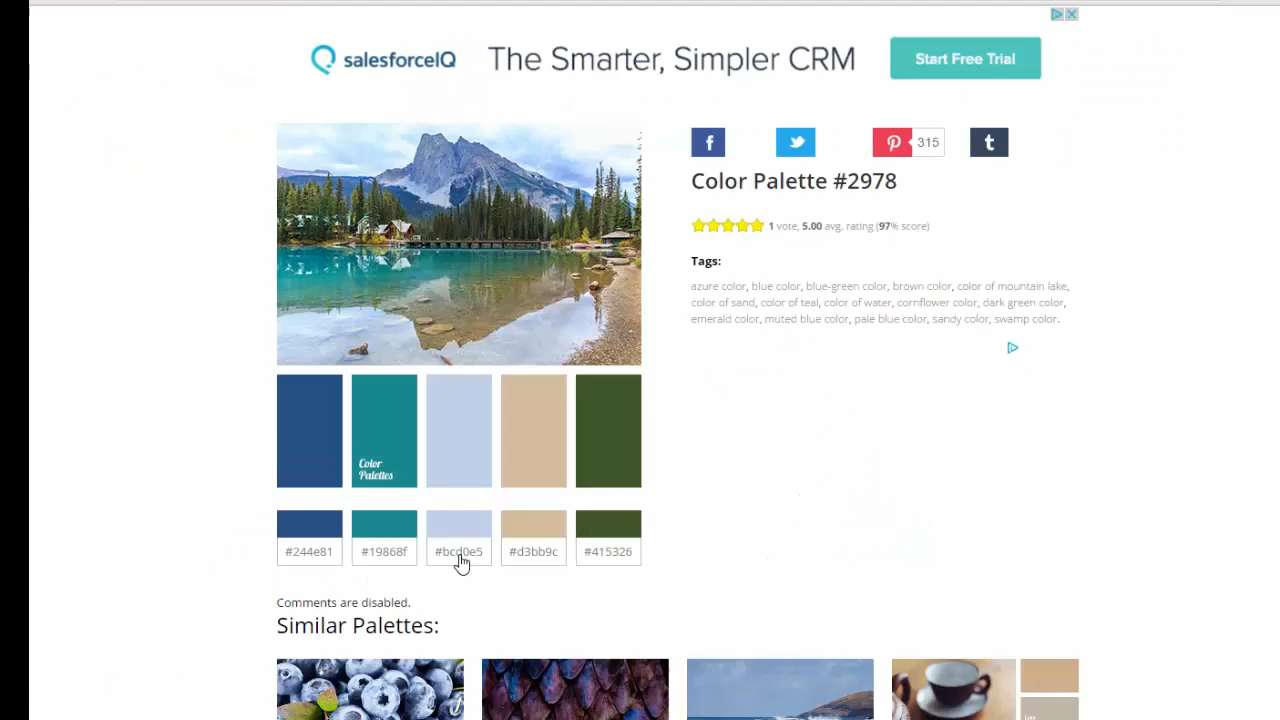 salesforceIQ The Smarter, Simpler CRM Start Free Trial
315
Color Palette #2978
1 vote, 5.00 avg. rating (97% score)
Tags:
azure color, blue color, blue-green color, brown color, color of mountain lake,
color of sand, color of teal, color of water, cornflower color, dark green color,
emerald color, muted blue color, pale blue color, sandy color, swamp color.
Color
Palettes
#244e81 #19868f #bcd0e5 #d3bb9c #415326
Comments are disabled.
Similar Palettes: